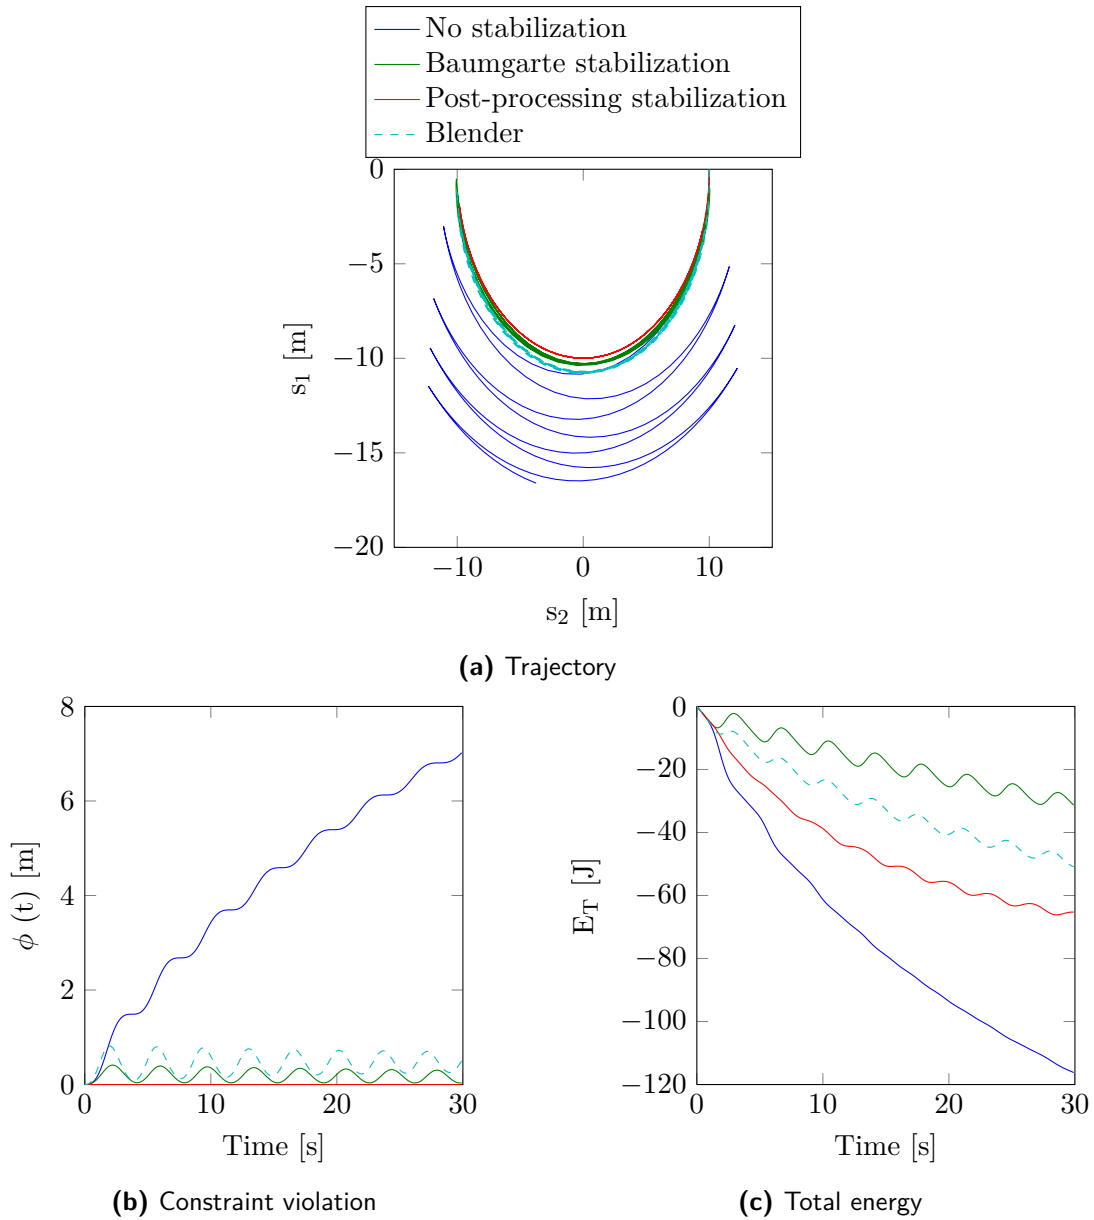 No stabilization
Baumgarte stabilization
Post-processing stabilization
Blender
0
−5
−10
−15
−20
s₁ [m]
−10 0 10
s₂ [m]
(a) Trajectory
8
6
4
2
0
ϕ (t) [m]
0 10 20 30
Time [s]
(b) Constraint violation
0
−20
−40
−60
−80
−100
−120
E_T [J]
0 10 20 30
Time [s]
(c) Total energy